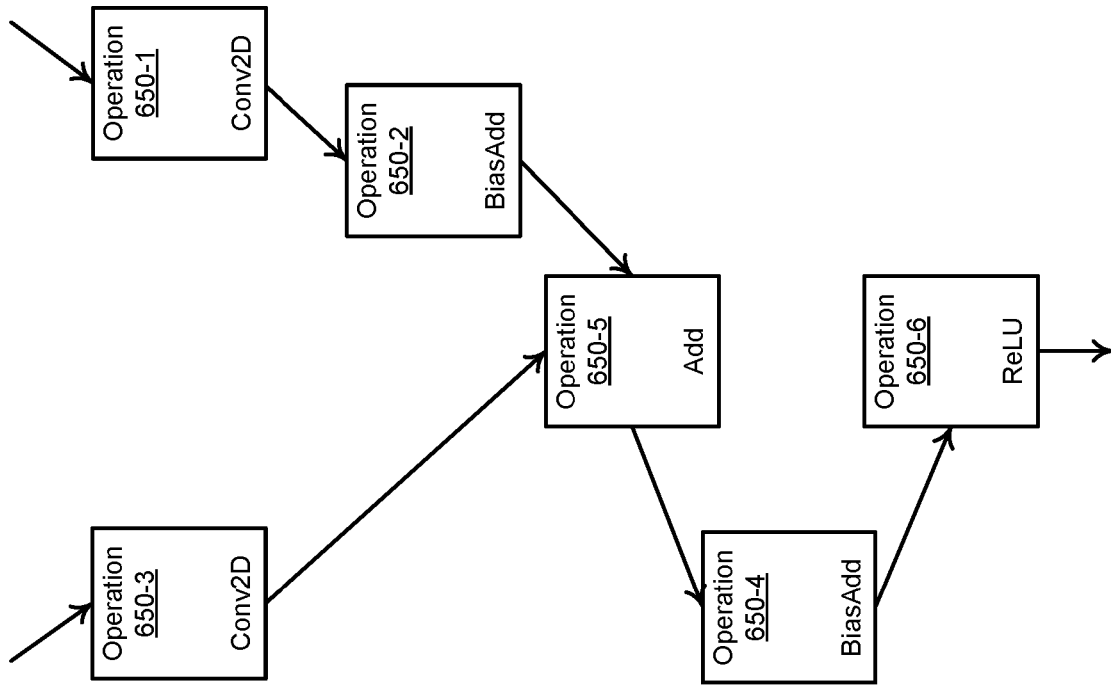 Operation
650-1
Conv2D
Operation
650-2
BiasAdd
Operation
650-3
Conv2D
Operation
650-5
Add
Operation
650-4
BiasAdd
Operation
650-6
ReLU